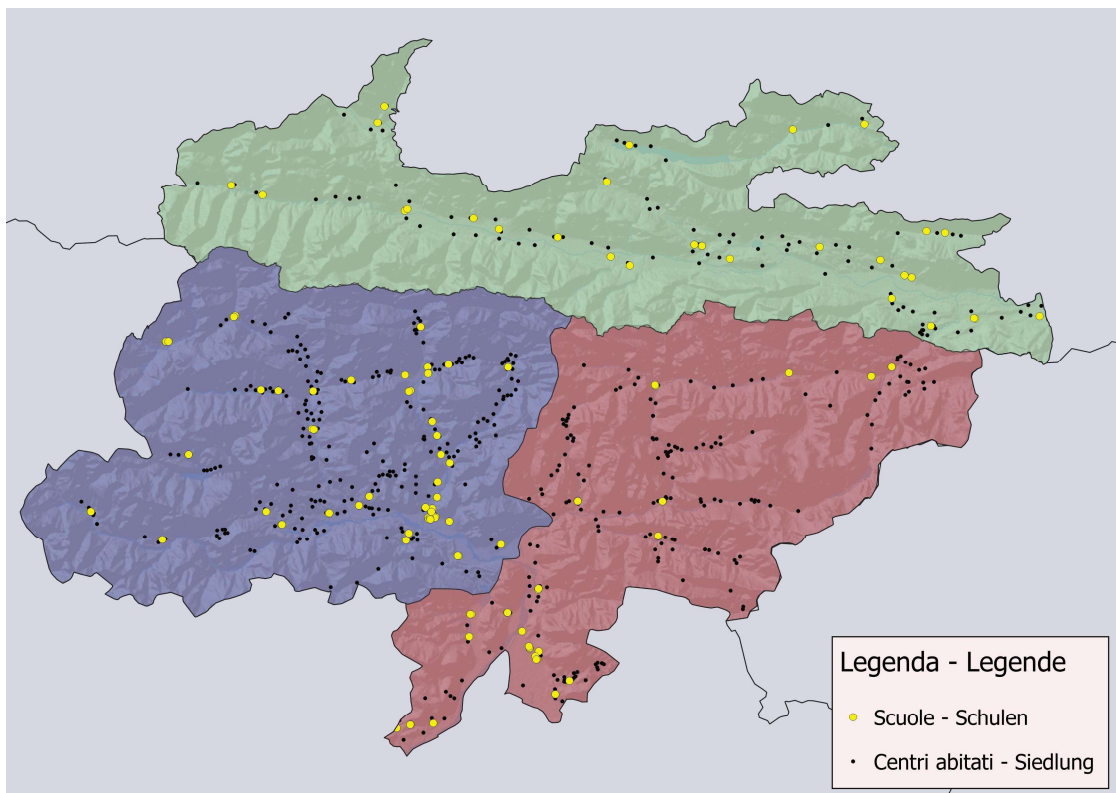 Legenda - Legende
Scuole - Schulen
Centri abitati - Siedlung